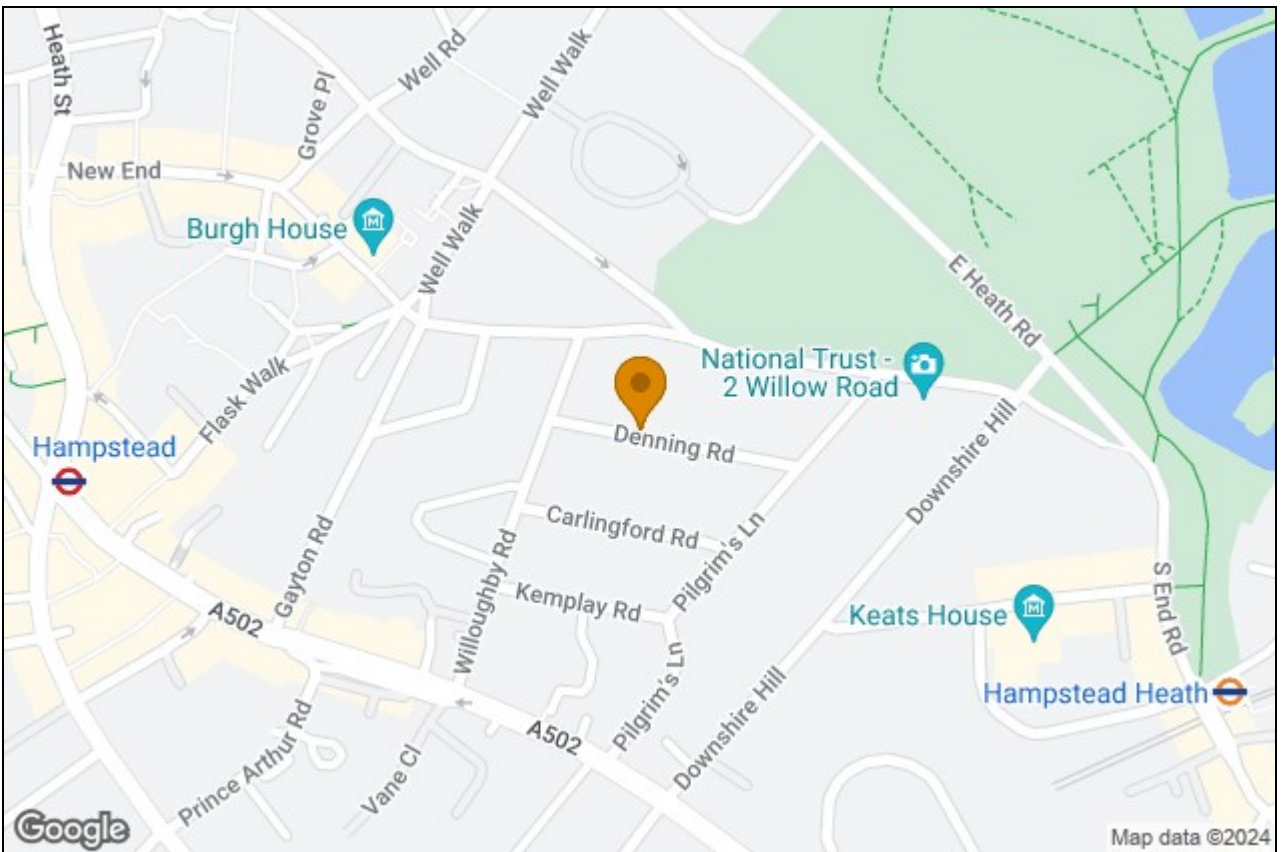 Heath St
Well Rd
Well Walk
Grove Pl
New End
Burgh House
Well Walk
E Heath Rd
National Trust -
2 Willow Road
Flask Walk
Denning Rd
Downshire Hill
Hampstead
Carlingford Rd
Gayton Rd
Willoughby Rd
Pilgrim's Ln
Kemplay Rd
Keats House
S End Rd
A502
Pilgrim's Ln
Hampstead Heath
Downshire Hill
A502
Prince Arthur Rd
Vane Cl
Google
Map data ©2024